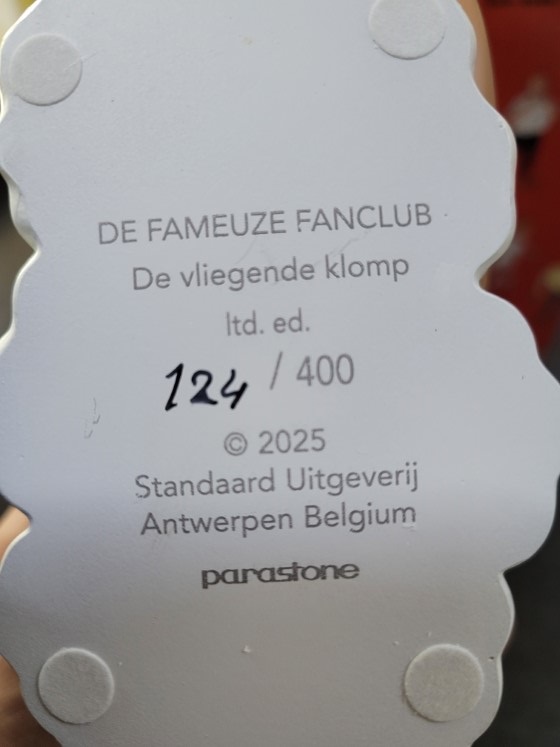 DE FAMEUZE FANCLUB
De vliegende klomp
ltd. ed.
124 / 400
© 2025
Standaard Uitgeverij
Antwerpen Belgium
parastone